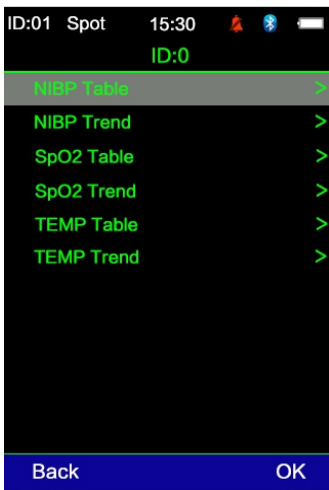 ID:01 Spot 15:30
ID:0
NIBP Table >
NIBP Trend >
SpO2 Table >
SpO2 Trend >
TEMP Table >
TEMP Trend >
Back OK